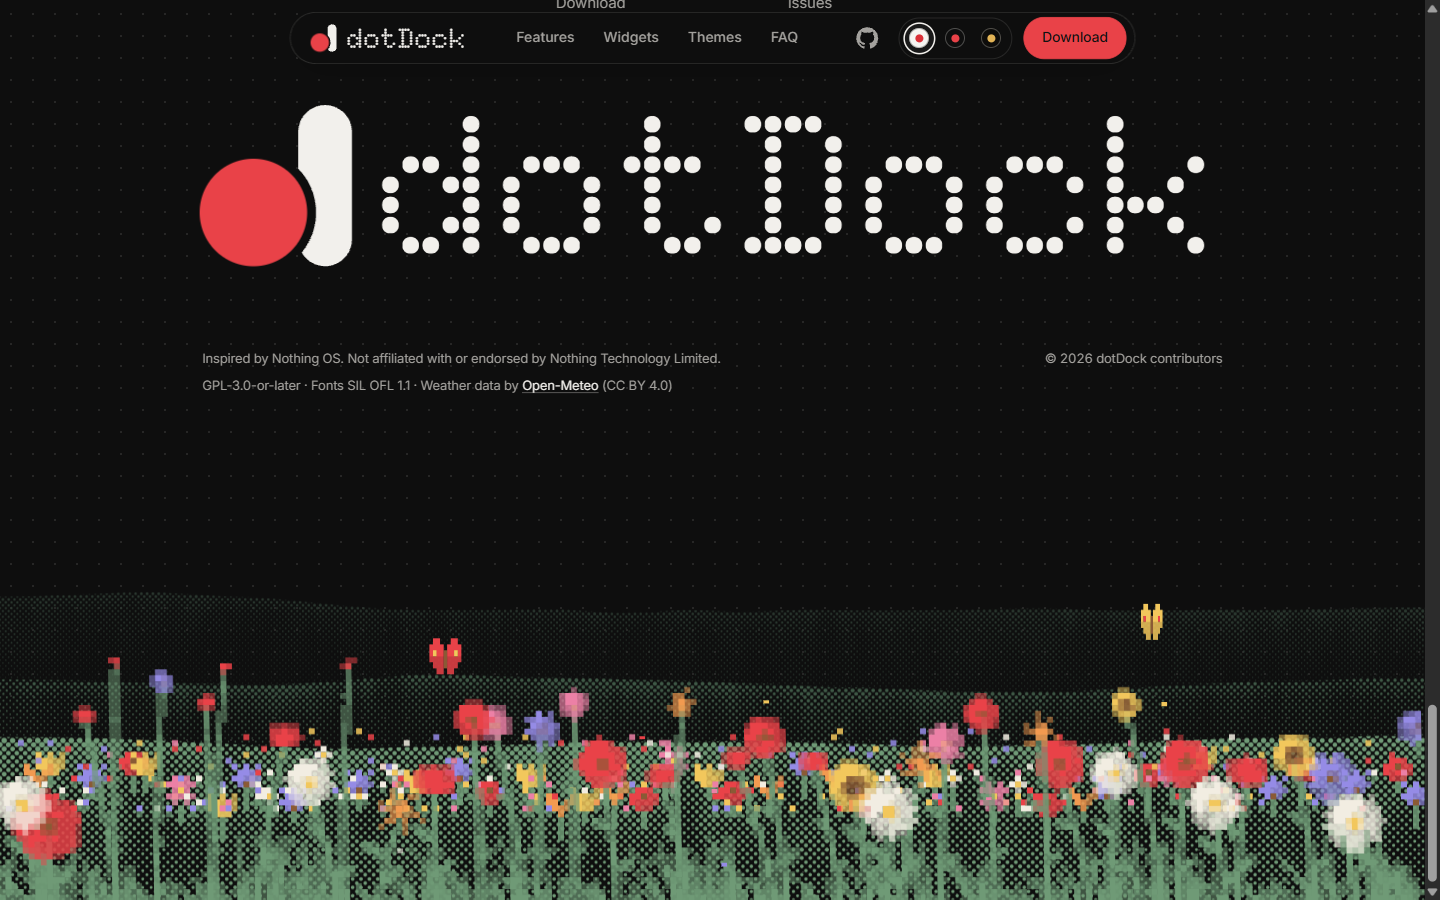 Download Issues
dotDock Features Widgets Themes FAQ Download
dotDock
Inspired by Nothing OS. Not affiliated with or endorsed by Nothing Technology Limited. © 2026 dotDock contributors
GPL-3.0-or-later · Fonts SIL OFL 1.1 · Weather data by Open-Meteo (CC BY 4.0)